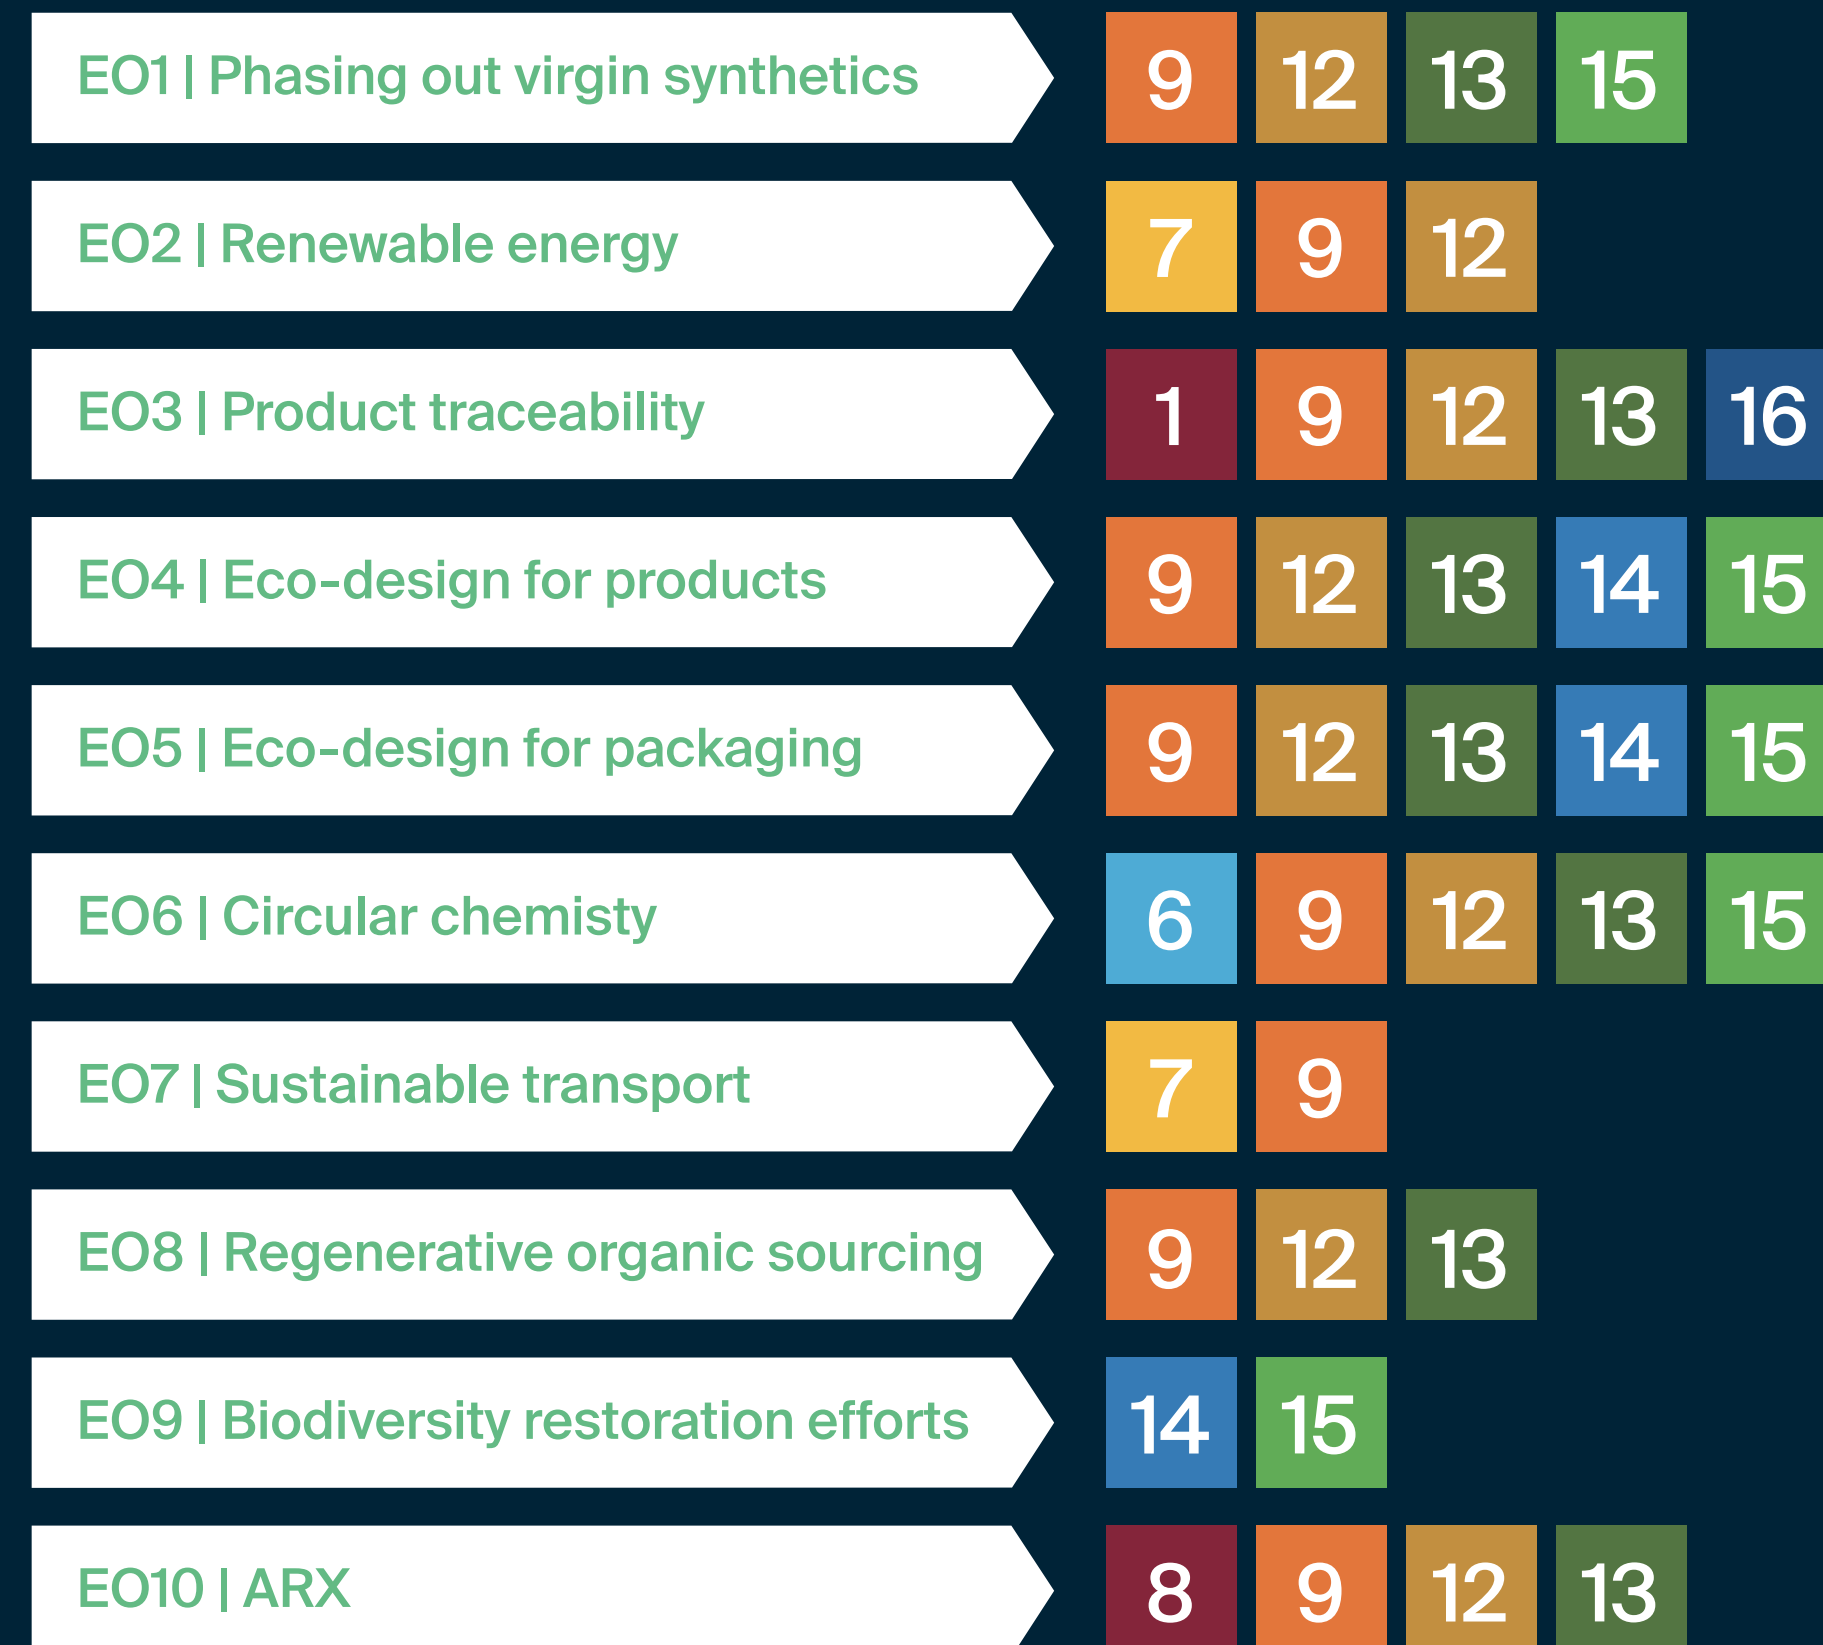 EO1 | Phasing out virgin synthetics 9 12 13 15
EO2 | Renewable energy 7 9 12
EO3 | Product traceability 1 9 12 13 16
EO4 | Eco-design for products 9 12 13 14 15
EO5 | Eco-design for packaging 9 12 13 14 15
EO6 | Circular chemisty 6 9 12 13 15
EO7 | Sustainable transport 7 9
EO8 | Regenerative organic sourcing 9 12 13
EO9 | Biodiversity restoration efforts 14 15
EO10 | ARX 8 9 12 13